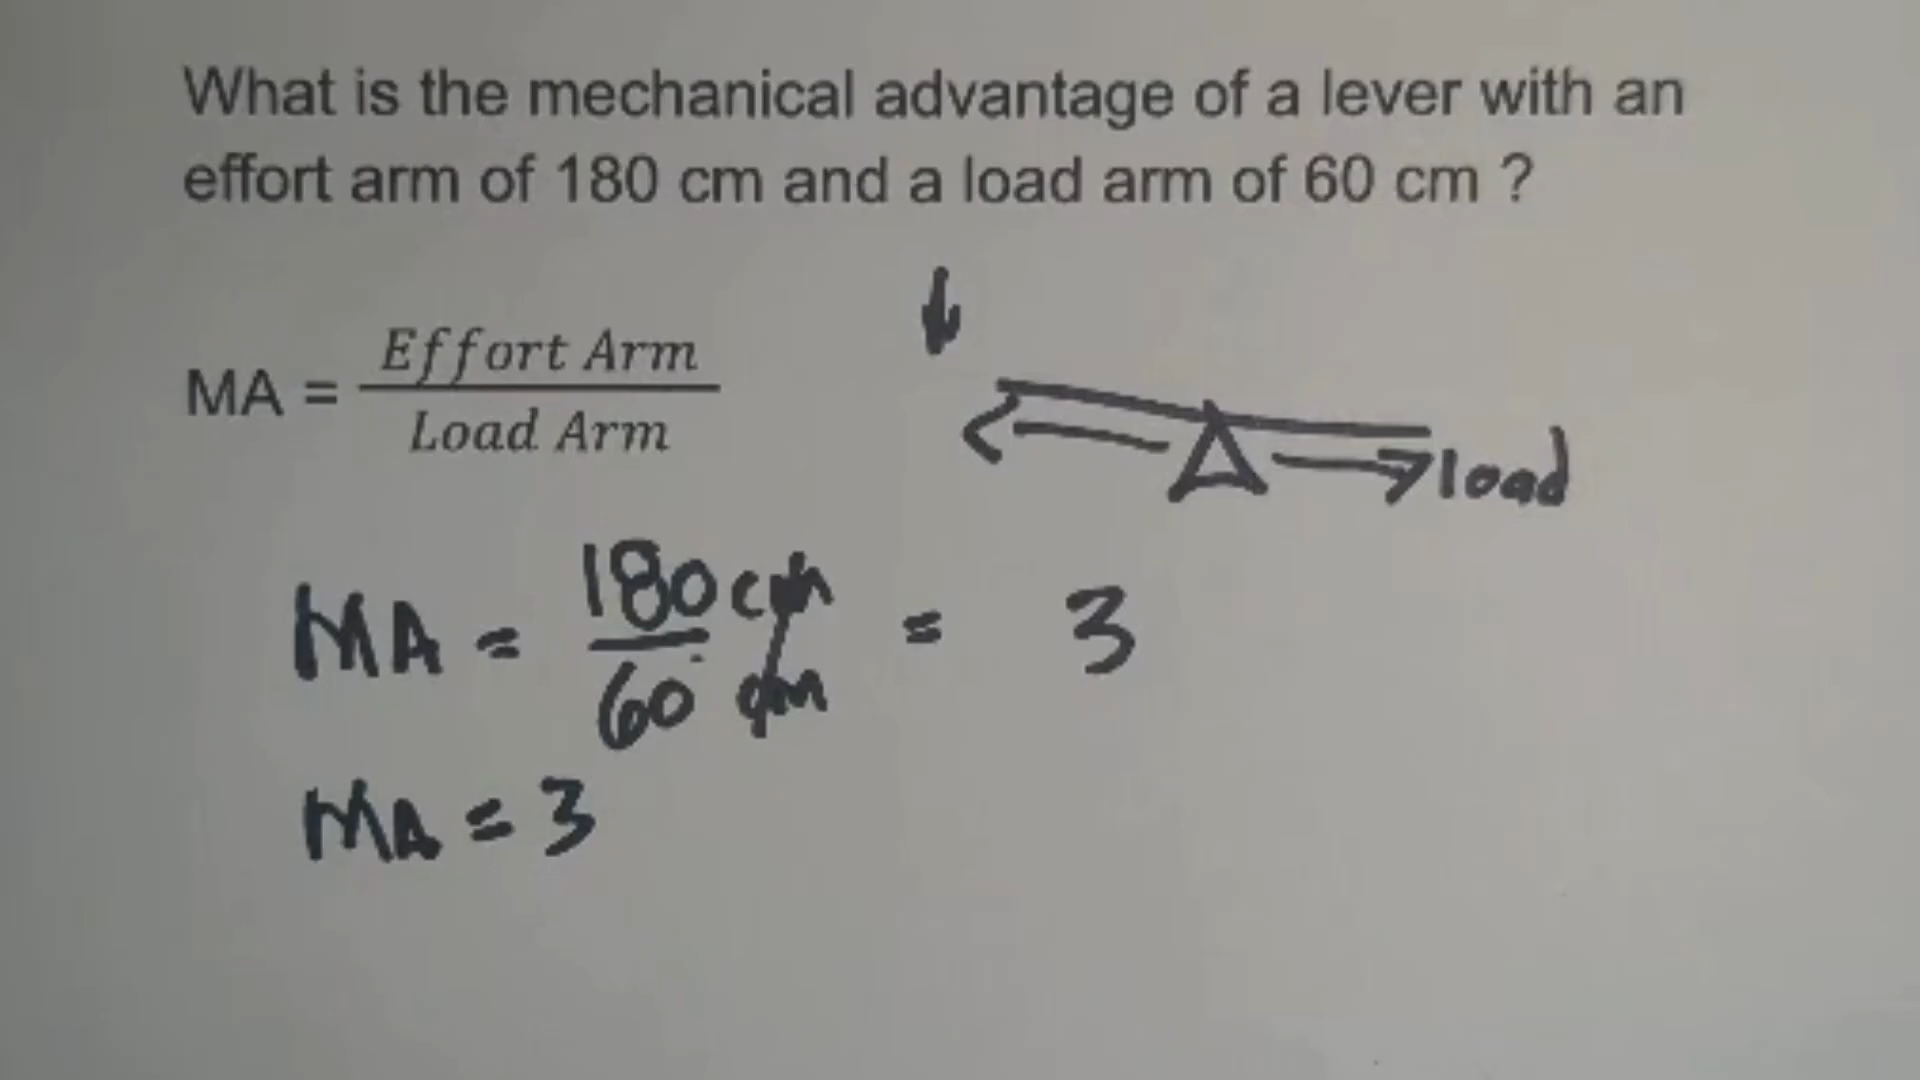 What is the mechanical advantage of a lever with an
effort arm of 180 cm and a load arm of 60 cm ?
MA = Effort Arm / Load Arm
load
MA = 180 cm / 60 cm = 3
MA = 3